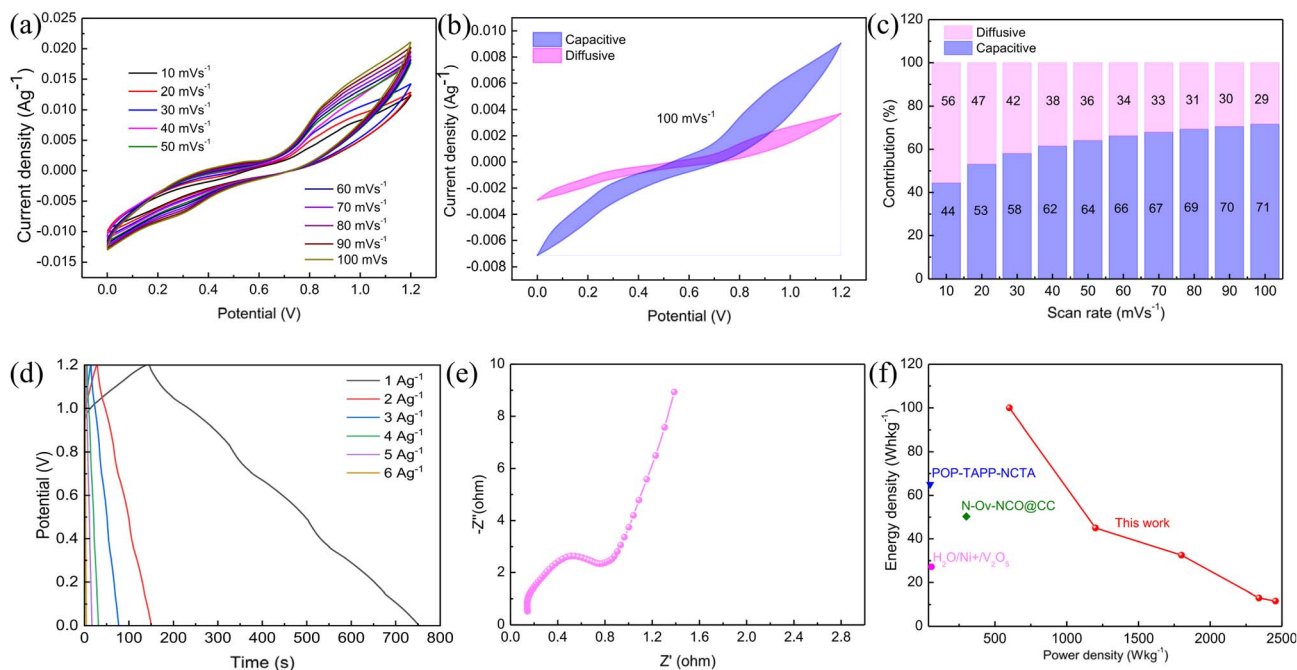 (a)
0.025
0.020
0.015
0.010
0.005
0.000
-0.005
-0.010
-0.015
Current density (Ag⁻¹)
10 mVs⁻¹
20 mVs⁻¹
30 mVs⁻¹
40 mVs⁻¹
50 mVs⁻¹
60 mVs⁻¹
70 mVs⁻¹
80 mVs⁻¹
90 mVs⁻¹
100 mVs
0.0 0.2 0.4 0.6 0.8 1.0 1.2
Potential (V)
(b)
0.010
0.008
0.006
0.004
0.002
0.000
-0.002
-0.004
-0.006
-0.008
Current density (Ag⁻¹)
Capacitive
Diffusive
100 mVs⁻¹
0.0 0.2 0.4 0.6 0.8 1.0 1.2
Potential (V)
(c)
120
100
80
60
40
20
0
Contribution (%)
Diffusive
Capacitive
56 47 42 38 36 34 33 31 30 29
44 53 58 62 64 66 67 69 70 71
10 20 30 40 50 60 70 80 90 100
Scan rate (mVs⁻¹)
(d)
1.2
1.0
0.8
0.6
0.4
0.2
0.0
Potential (V)
1 Ag⁻¹
2 Ag⁻¹
3 Ag⁻¹
4 Ag⁻¹
5 Ag⁻¹
6 Ag⁻¹
0 100 200 300 400 500 600 700 800
Time (s)
(e)
10
8
6
4
2
0
-Z"(ohm)
0.0 0.4 0.8 1.2 1.6 2.0 2.4 2.8
Z' (ohm)
(f)
120
100
80
60
40
20
0
Energy density (Whkg⁻¹)
POP-TAPP-NCTA
N-Ov-NCO@CC
H₂O/Ni+/V₂O₅
This work
500 1000 1500 2000 2500
Power density (Wkg⁻¹)